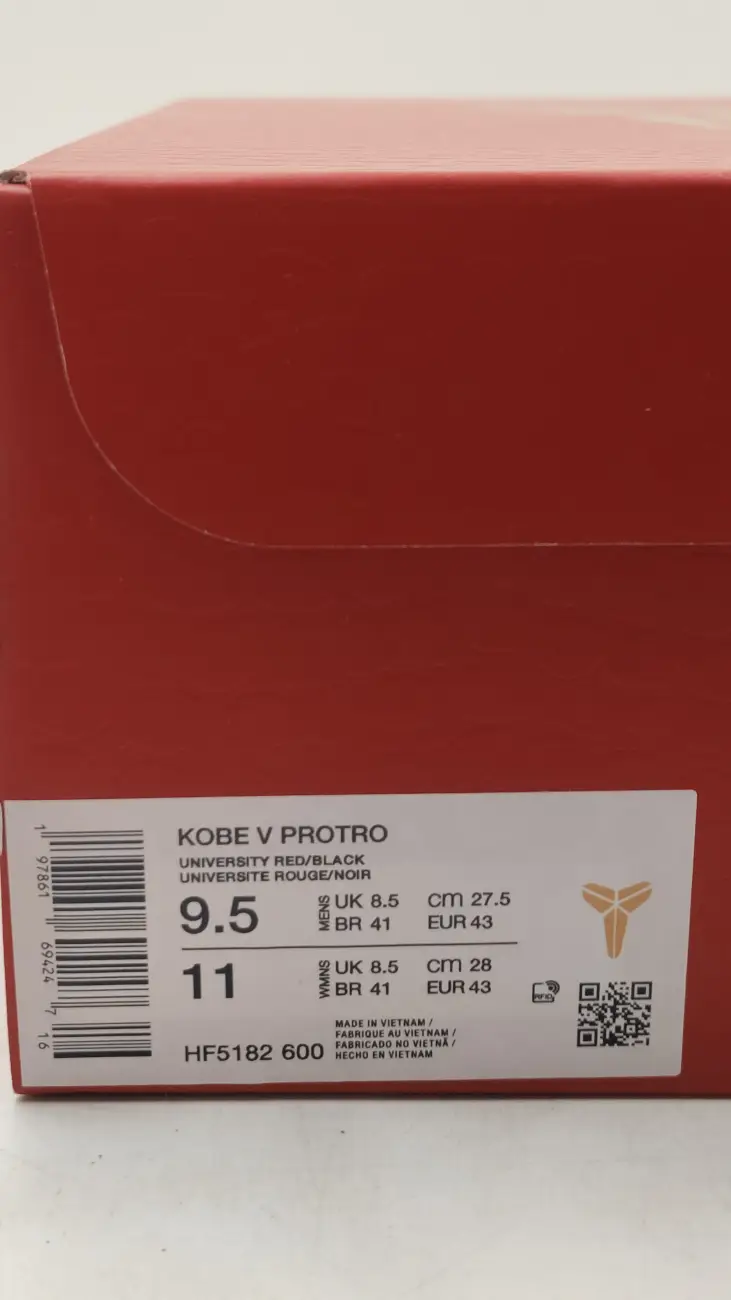 KOBE V PROTRO
UNIVERSITY RED/BLACK
UNIVERSITE ROUGE/NOIR
9.5 MENS UK 8.5 cm 27.5
BR 41 EUR 43
11 WMNS UK 8.5 cm 28
BR 41 EUR 43
RFID
HF5182 600
MADE IN VIETNAM /
FABRIQUE AU VIETNAM /
FABRICADO NO VIETNÃ /
HECHO EN VIETNAM
1 97861 69424 7 16